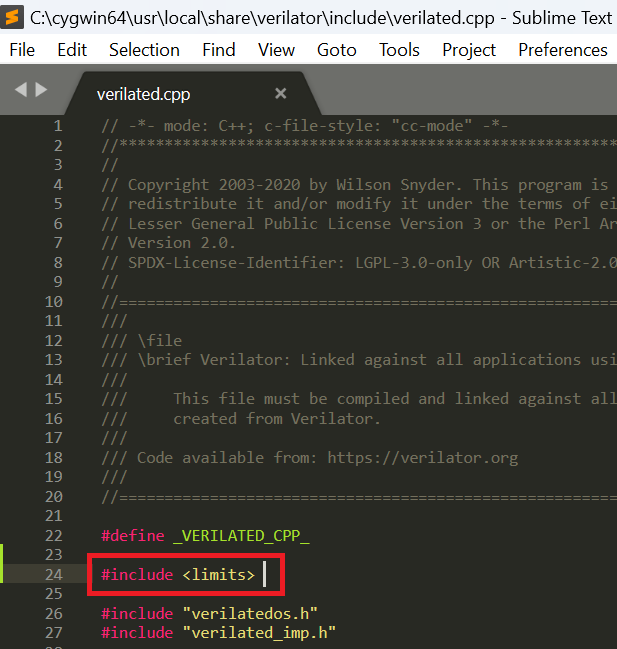 C:\cygwin64\usr\local\share\verilator\include\verilated.cpp - Sublime Text
File Edit Selection Find View Goto Tools Project Preferences
verilated.cpp ×
1 // -*- mode: C++; c-file-style: "cc-mode" -*-
2 //*******************************************************
3 //
4 // Copyright 2003-2020 by Wilson Snyder. This program is
5 // redistribute it and/or modify it under the terms of ei
6 // Lesser General Public License Version 3 or the Perl Ar
7 // Version 2.0.
8 // SPDX-License-Identifier: LGPL-3.0-only OR Artistic-2.0
9 //
10 //=======================================================
11 ///
12 /// \file
13 /// \brief Verilator: Linked against all applications usi
14 ///
15 ///     This file must be compiled and linked against all
16 ///     created from Verilator.
17 ///
18 /// Code available from: https://verilator.org
19 ///
20 //=======================================================
21
22 #define _VERILATED_CPP_
23
24 #include <limits>
25
26 #include "verilatedos.h"
27 #include "verilated_imp.h"